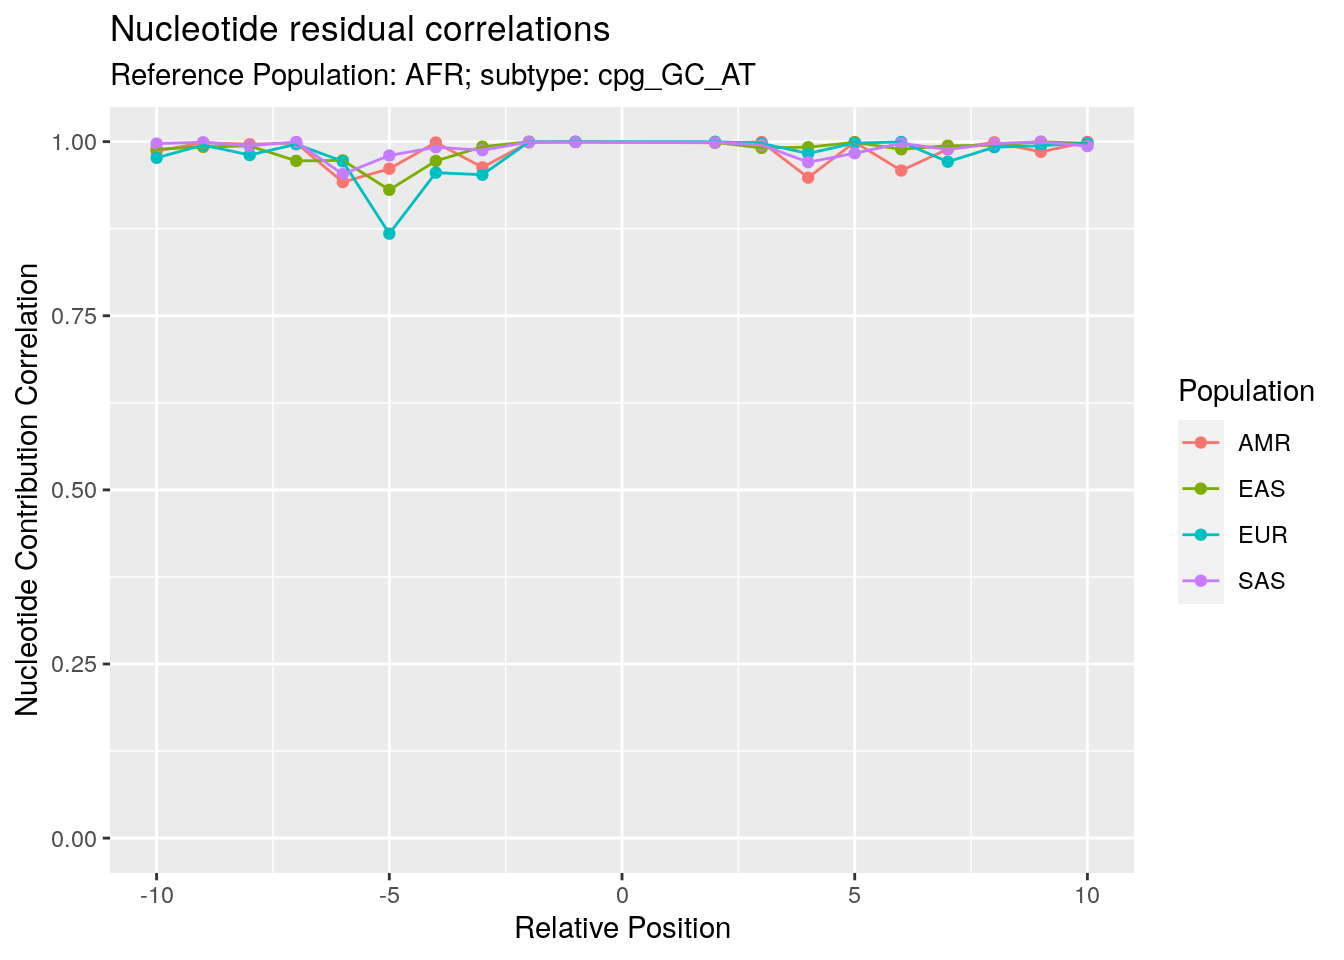 Nucleotide residual correlations
Reference Population: AFR; subtype: cpg_GC_AT
Nucleotide Contribution Correlation
1.00
0.75
0.50
0.25
0.00
-10
-5
0
5
10
Relative Position
Population
AMR
EAS
EUR
SAS